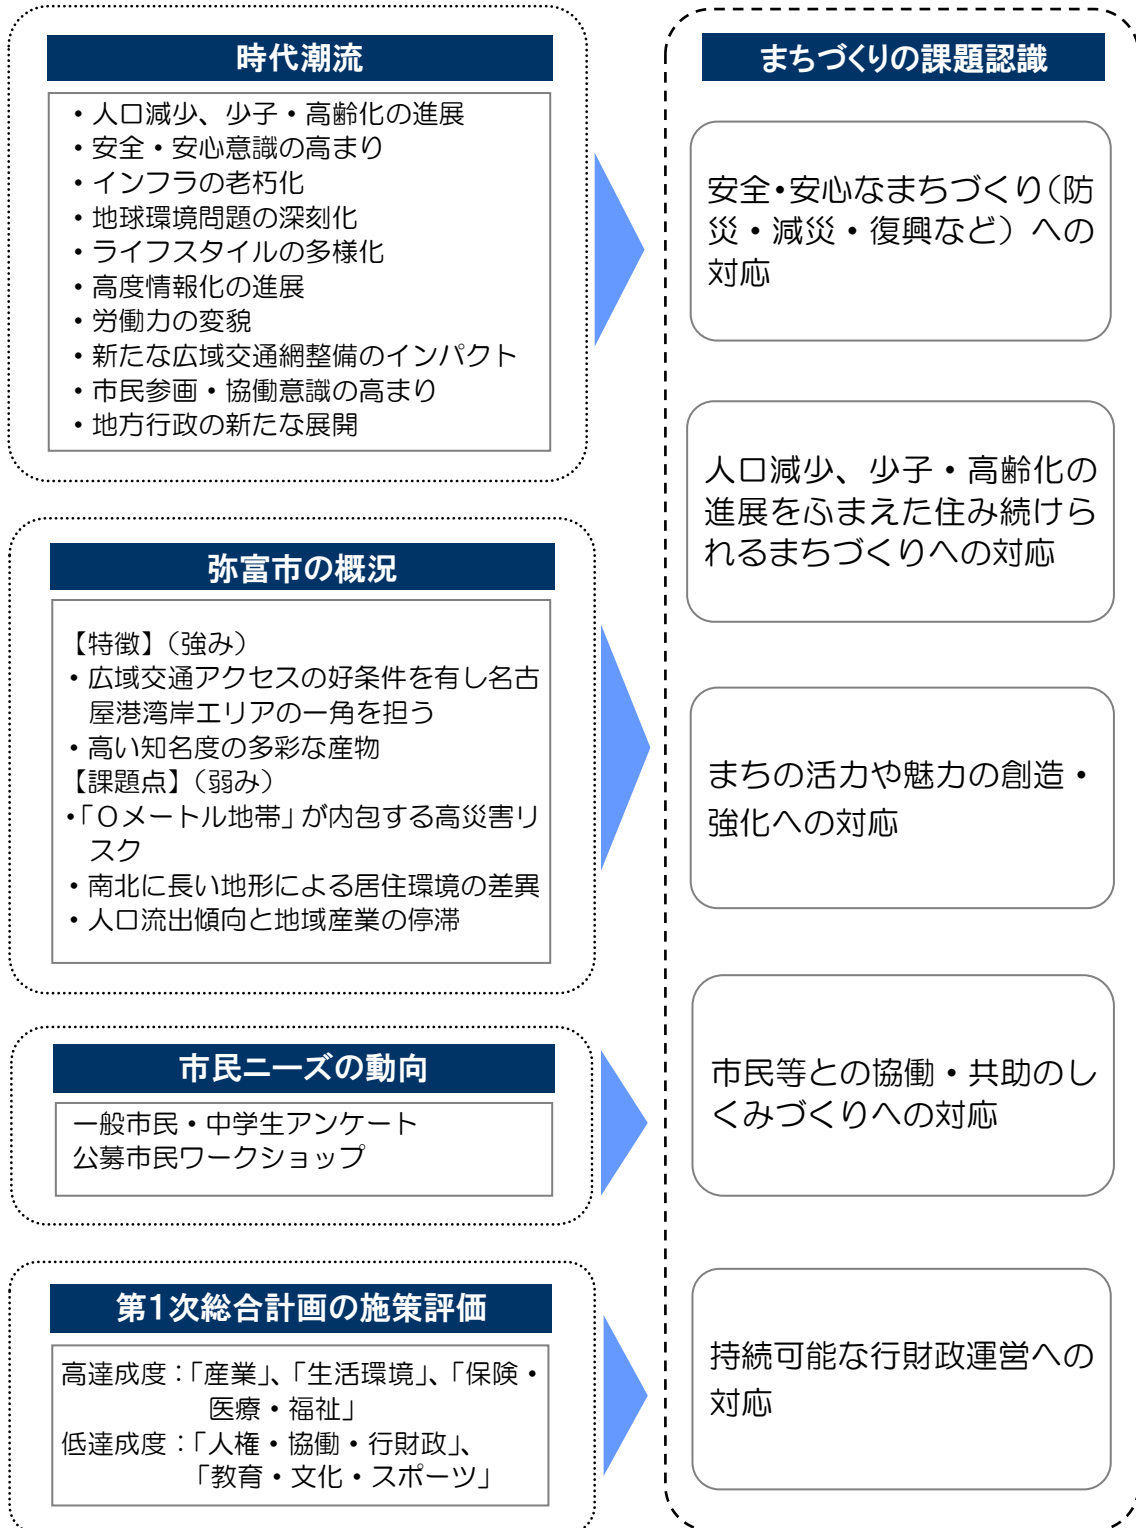 時代潮流
・人口減少、少子・高齢化の進展
・安全・安心意識の高まり
・インフラの老朽化
・地球環境問題の深刻化
・ライフスタイルの多様化
・高度情報化の進展
・労働力の変貌
・新たな広域交通網整備のインパクト
・市民参画・協働意識の高まり
・地方行政の新たな展開
弥富市の概況
【特徴】（強み）
・広域交通アクセスの好条件を有し名古
屋港湾岸エリアの一角を担う
・高い知名度の多彩な産物
【課題点】（弱み）
・「０メートル地帯」が内包する高災害リ
スク
・南北に長い地形による居住環境の差異
・人口流出傾向と地域産業の停滞
市民ニーズの動向
一般市民・中学生アンケート
公募市民ワークショップ
第1次総合計画の施策評価
高達成度：「産業」、「生活環境」、「保険・
医療・福祉」
低達成度：「人権・協働・行財政」、
「教育・文化・スポーツ」
まちづくりの課題認識
安全・安心なまちづくり（防
災・減災・復興など）への
対応
人口減少、少子・高齢化の
進展をふまえた住み続けら
れるまちづくりへの対応
まちの活力や魅力の創造・
強化への対応
市民等との協働・共助のし
くみづくりへの対応
持続可能な行財政運営への
対応